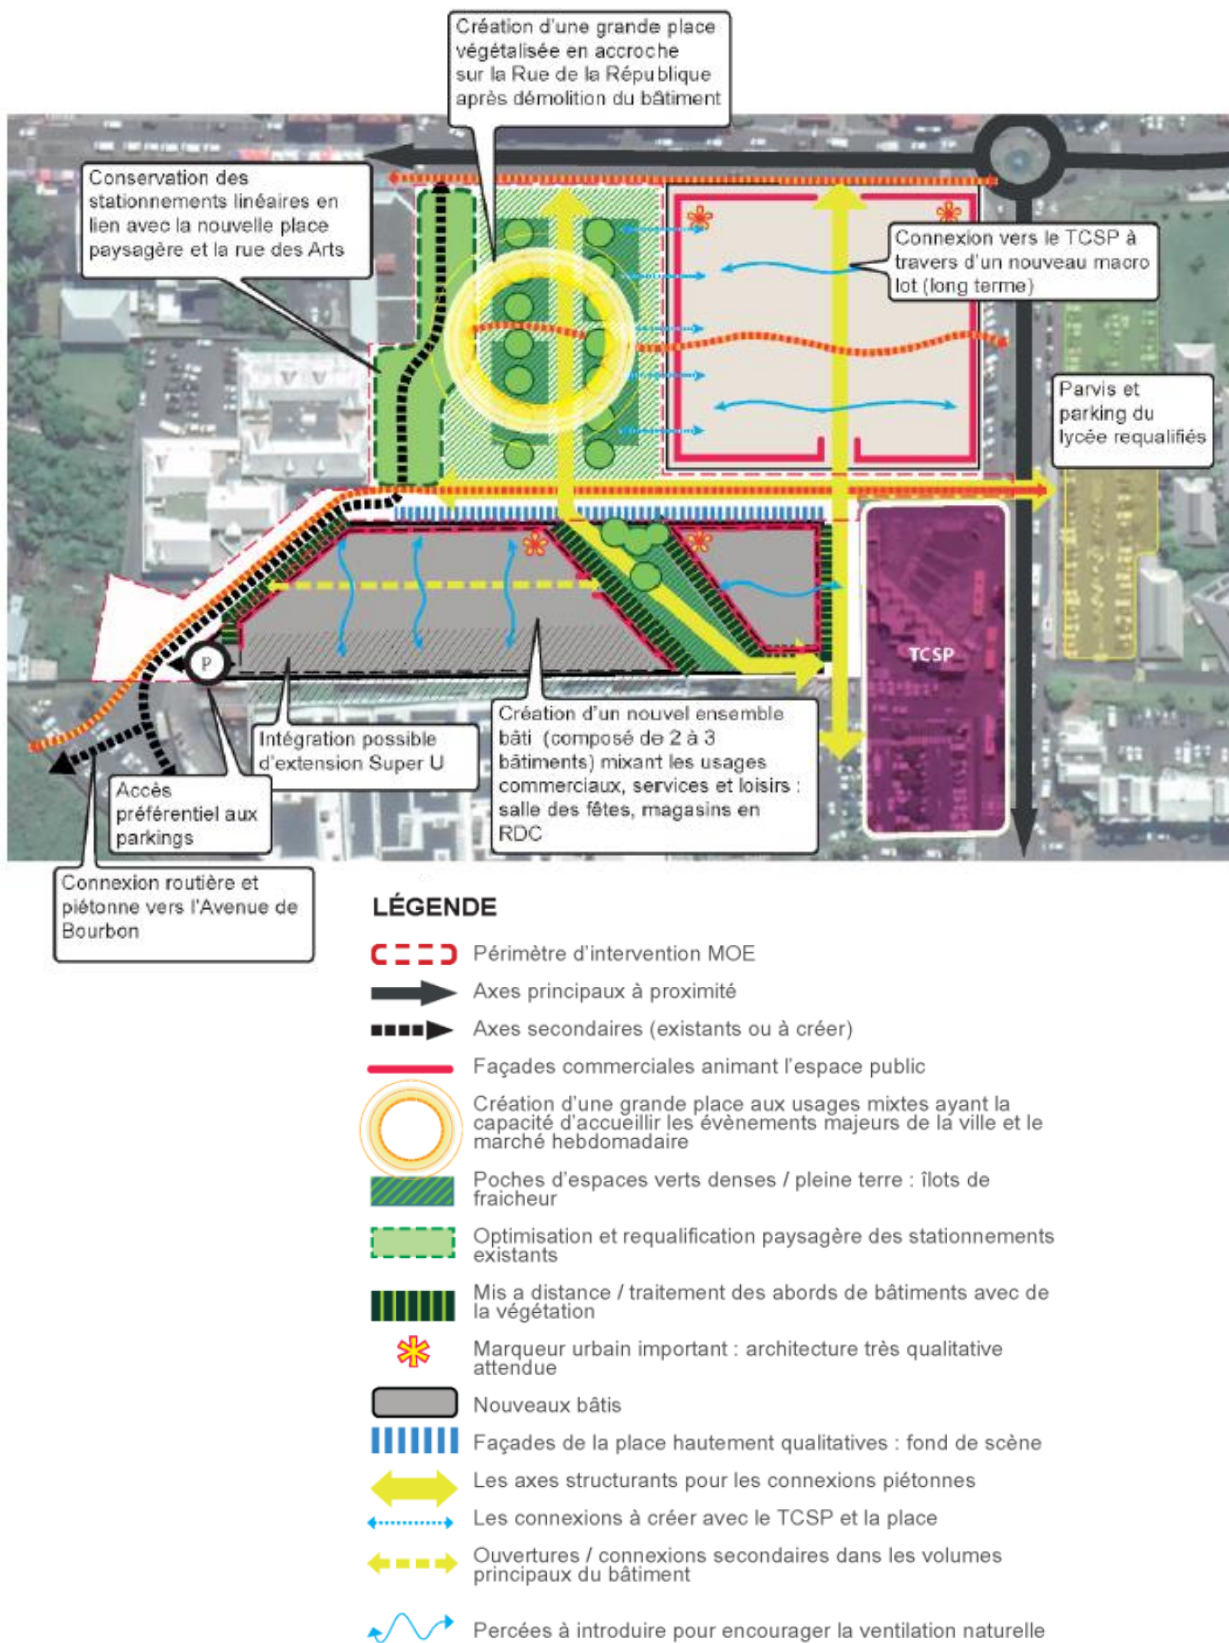 Création d'une grande place
végétalisée en accroche
sur la Rue de la République
après démolition du bâtiment
Conservation des
stationnements linéaires en
lien avec la nouvelle place
paysagère et la rue des Arts
Connexion vers le TCSP à
travers d'un nouveau macro
lot (long terme)
Parvis et
parking du
lycée requalifiés
TCSP
P
Intégration possible
d'extension Super U
Création d'un nouvel ensemble
bâti (composé de 2 à 3
bâtiments) mixant les usages
commerciaux, services et loisirs :
salle des fêtes, magasins en
RDC
Accès
préférentiel aux
parkings
Connexion routière et
piétonne vers l'Avenue de
Bourbon
LÉGENDE
Périmètre d'intervention MOE
Axes principaux à proximité
Axes secondaires (existants ou à créer)
Façades commerciales animant l'espace public
Création d'une grande place aux usages mixtes ayant la
capacité d'accueillir les évènements majeurs de la ville et le
marché hebdomadaire
Poches d'espaces verts denses / pleine terre : îlots de
fraicheur
Optimisation et requalification paysagère des stationnements
existants
Mis a distance / traitement des abords de bâtiments avec de
la végétation
Marqueur urbain important : architecture très qualitative
attendue
Nouveaux bâtis
Façades de la place hautement qualitatives : fond de scène
Les axes structurants pour les connexions piétonnes
Les connexions à créer avec le TCSP et la place
Ouvertures / connexions secondaires dans les volumes
principaux du bâtiment
Percées à introduire pour encourager la ventilation naturelle